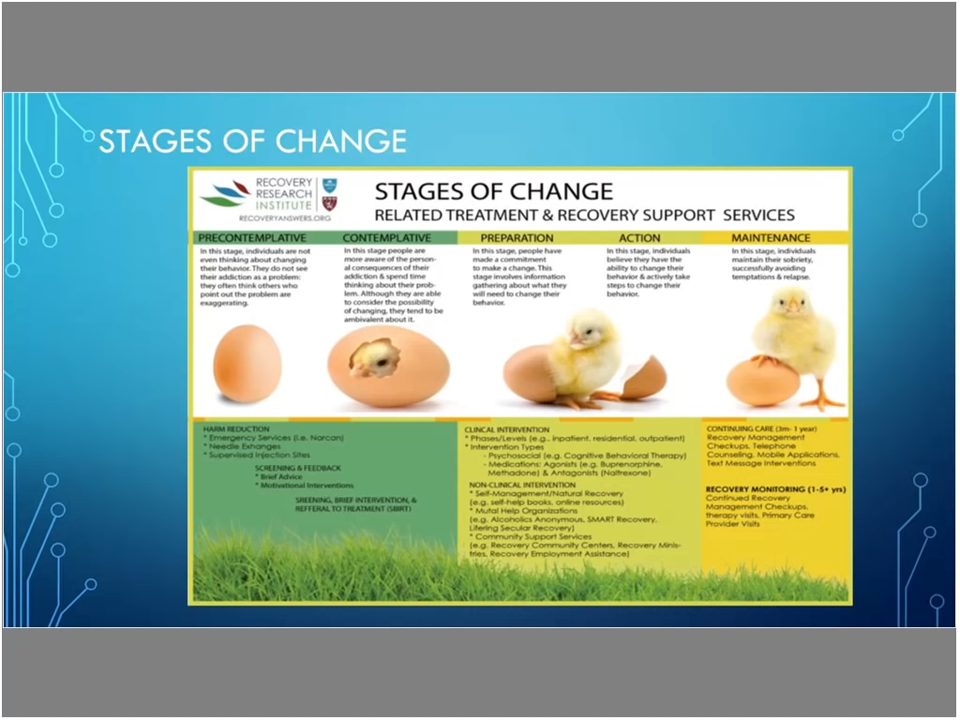 STAGES OF CHANGE
RECOVERY
RESEARCH
INSTITUTE
RECOVERYANSWERS.ORG
STAGES OF CHANGE
RELATED TREATMENT & RECOVERY SUPPORT SERVICES
PRECONTEMPLATIVE
In this stage, individuals are not
even thinking about changing
their behavior. They do not see
their addiction as a problem:
they often think others who
point out the problem are
exaggerating.
CONTEMPLATIVE
In this stage people are
more aware of the person-
al consequences of their
addiction & spend time
thinking about their prob-
lem. Although they are able
to consider the possibility
of changing, they tend to be
ambivalent about it.
PREPARATION
In this stage, people have
made a commitment
to make a change. This
stage involves information
gathering about what they
will need to change their
behavior.
ACTION
In this stage, individuals
believe they have the
ability to change their
behavior & actively take
steps to change their
behavior.
MAINTENANCE
In this stage, individuals
maintain their sobriety,
successfully avoiding
temptations & relapse.
HARM REDUCTION
* Emergency Services (i.e. Narcan)
* Needle Exhanges
* Supervised Injection Sites
SCREENING & FEEDBACK
* Brief Advice
* Motivational Interventions
SREENING, BRIEF INTERVENTION, &
REFFERAL TO TREATMENT (SBIRT)
CLINCAL INTERVENTION
* Phases/Levels (e.g., inpatient, residential, outpatient)
* Intervention Types
- Psychosocial (e.g. Cognitive Behavioral Therapy)
- Medications: Agonists (e.g. Buprenorphine,
Methadone) & Antagonists (Naltrexone)
NON-CLINICAL INTERVENTION
* Self-Management/Natural Recovery
(e.g. self-help books, online resources)
* Mutal Help Organizations
(e.g. Alcoholics Anonymous, SMART Recovery,
Lifering Secular Recovery)
* Community Support Services
(e.g. Recovery Community Centers, Recovery Minis-
tries, Recovery Employment Assistance)
CONTINUING CARE (3m- 1 year)
Recovery Management
Checkups, Telephone
Counseling, Mobile Applications,
Text Message Interventions
RECOVERY MONITORING (1-5+ yrs)
Continued Recovery
Management Checkups,
therapy visits, Primary Care
Provider Visits